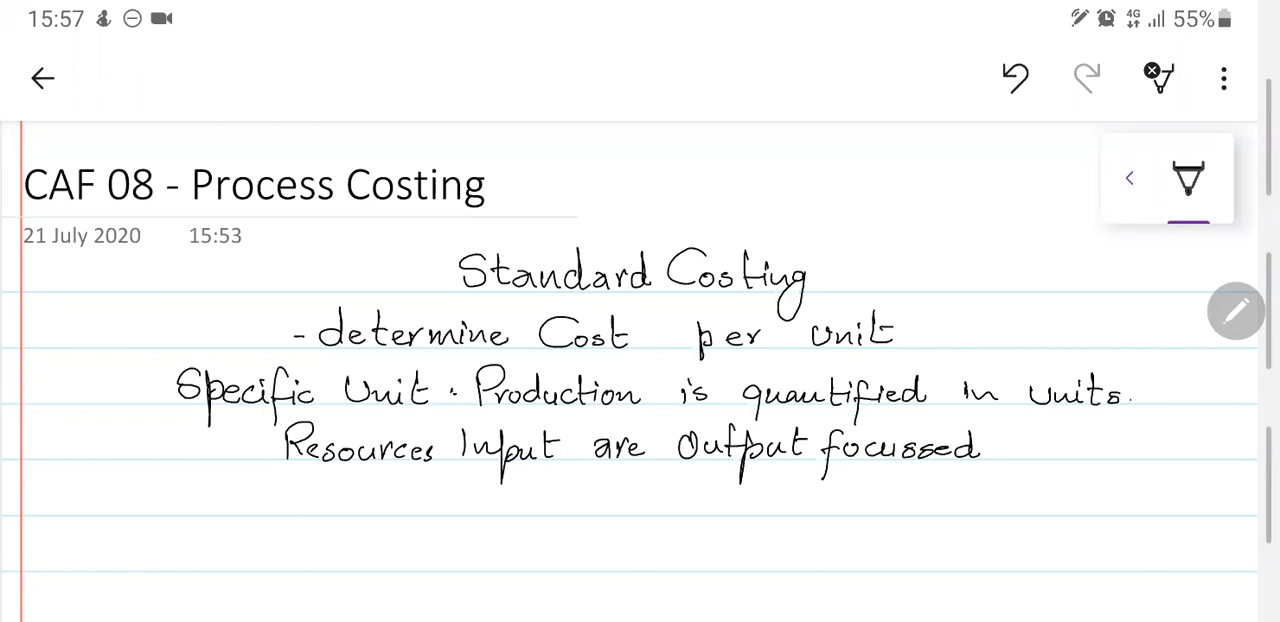 15:57 4G 55%
CAF 08 - Process Costing
21 July 2020 15:53
Standard Costing
- determine Cost per unit
Specific Unit. Production is quantified in units.
Resources Input are Output focussed